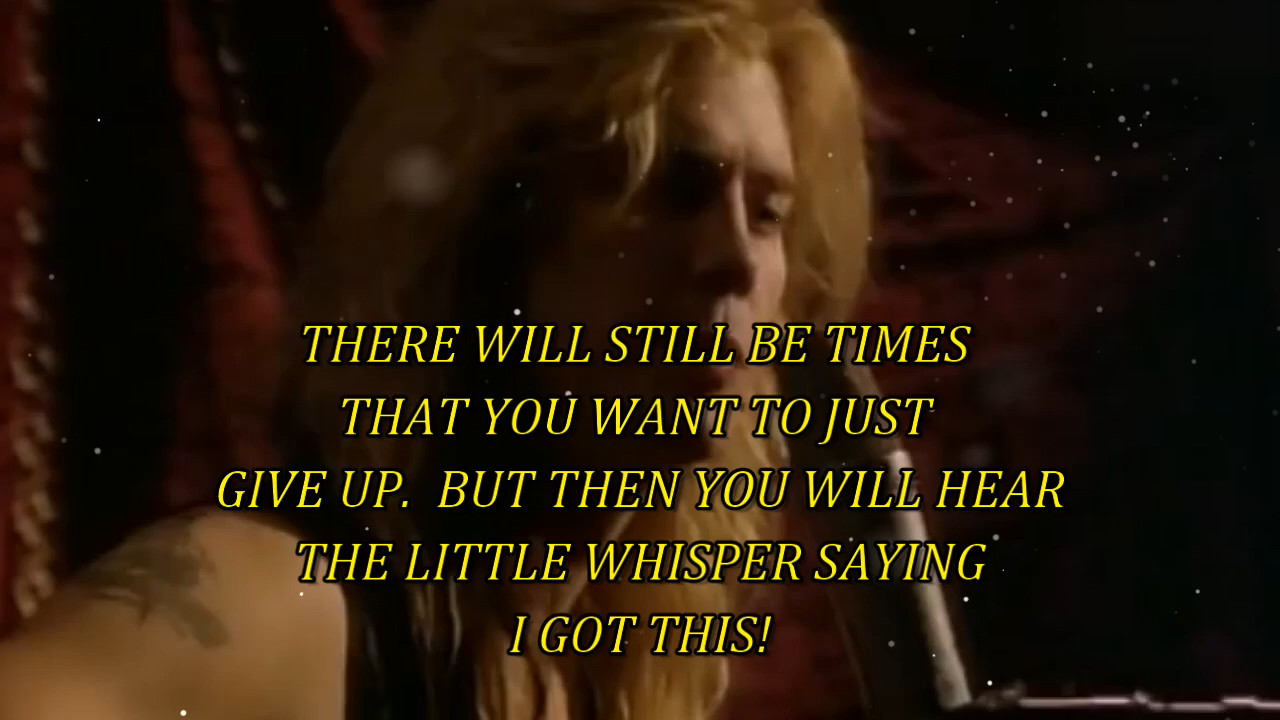 THERE WILL STILL BE TIMES
THAT YOU WANT TO JUST
GIVE UP.  BUT THEN YOU WILL HEAR
THE LITTLE WHISPER SAYING
I GOT THIS!